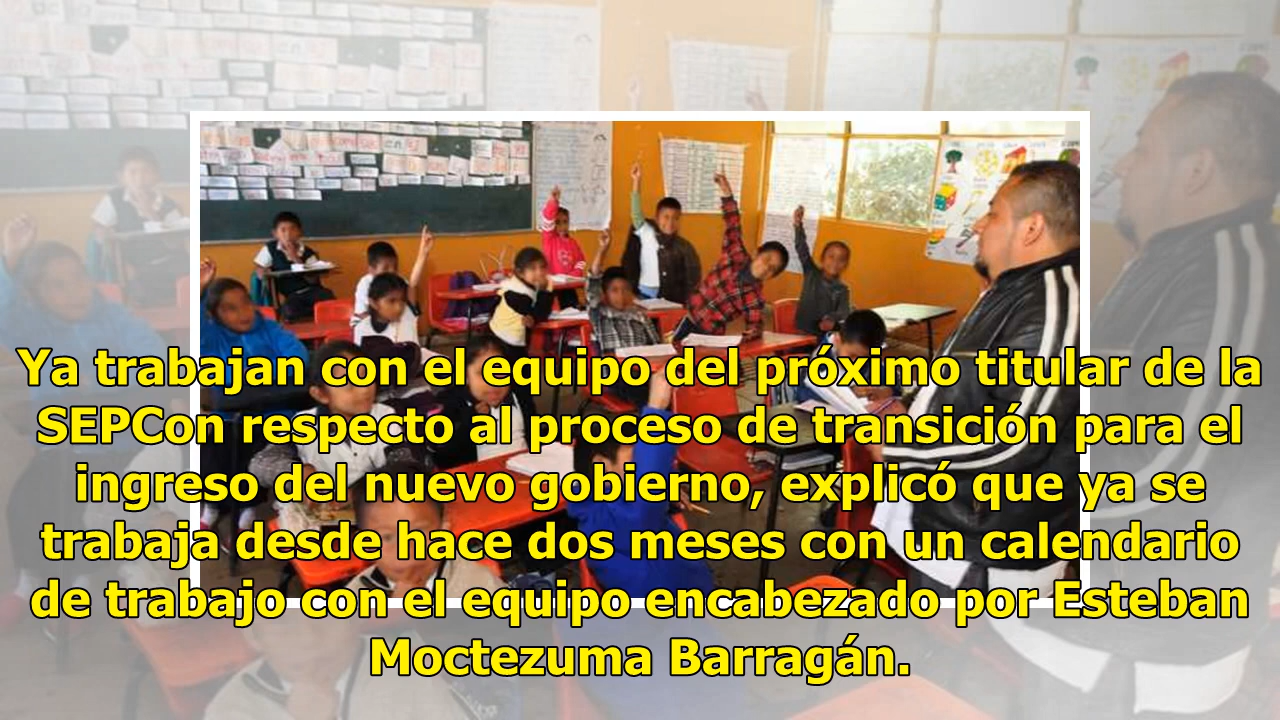 Ya trabajan con el equipo del próximo titular de la
SEPCon respecto al proceso de transición para el
ingreso del nuevo gobierno, explicó que ya se
trabaja desde hace dos meses con un calendario
de trabajo con el equipo encabezado por Esteban
Moctezuma Barragán.